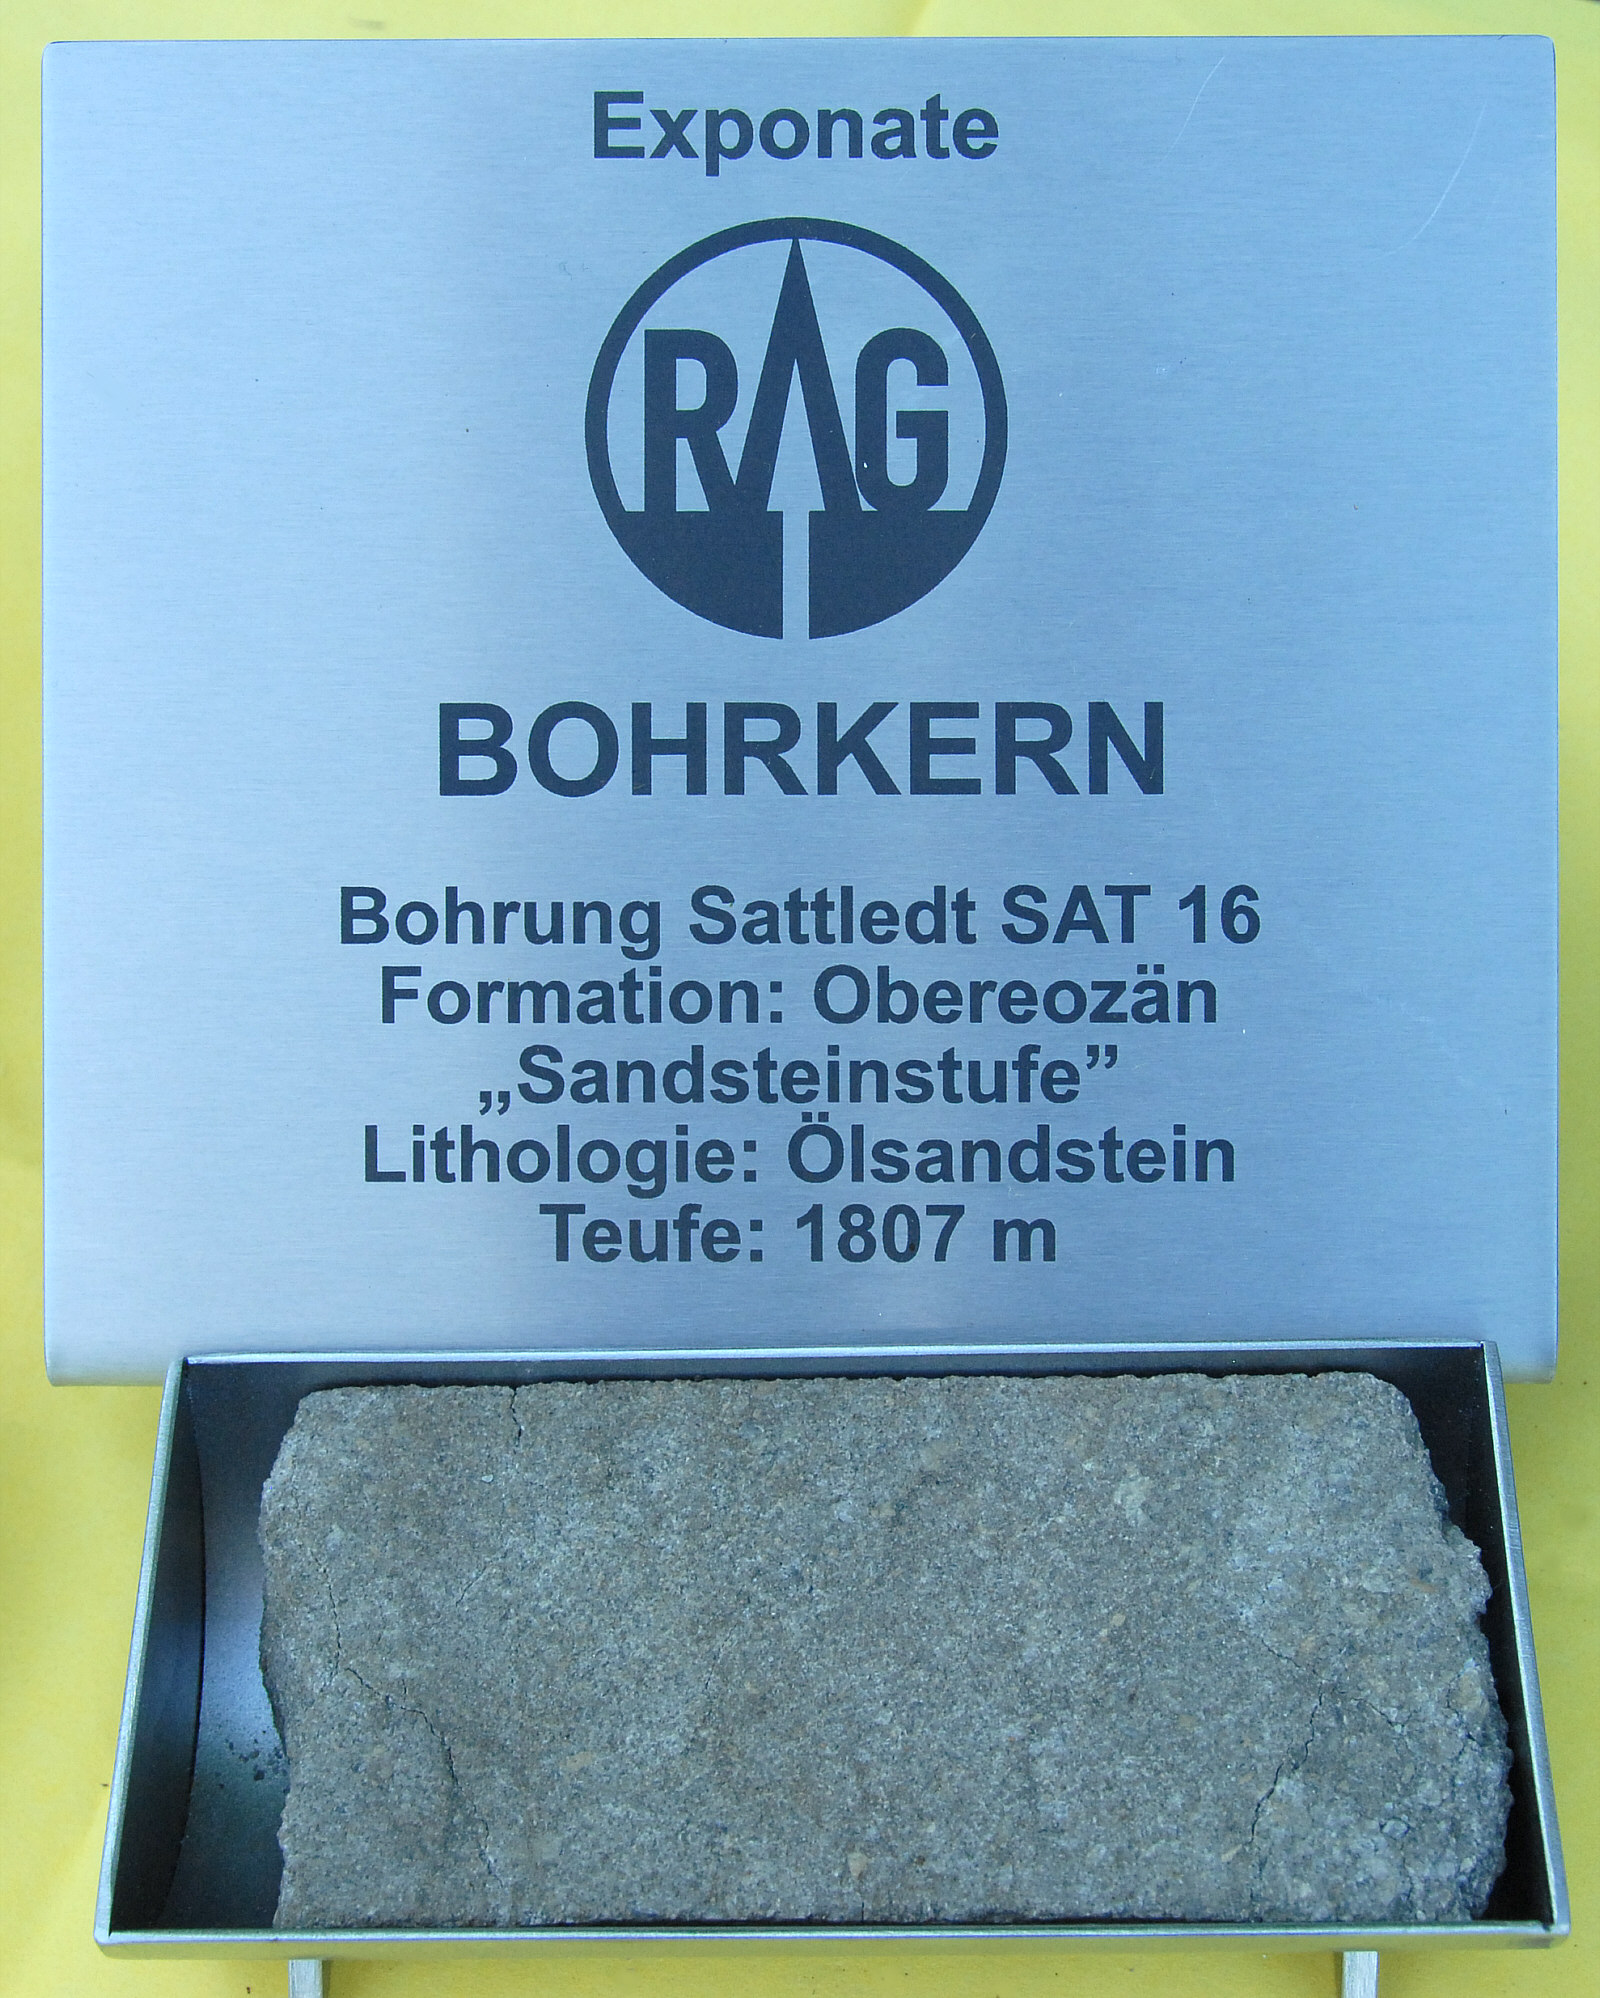 Exponate
RAG
BOHRKERN
Bohrung Sattledt SAT 16
Formation: Obereozän
„Sandsteinstufe”
Lithologie: Ölsandstein
Teufe: 1807 m